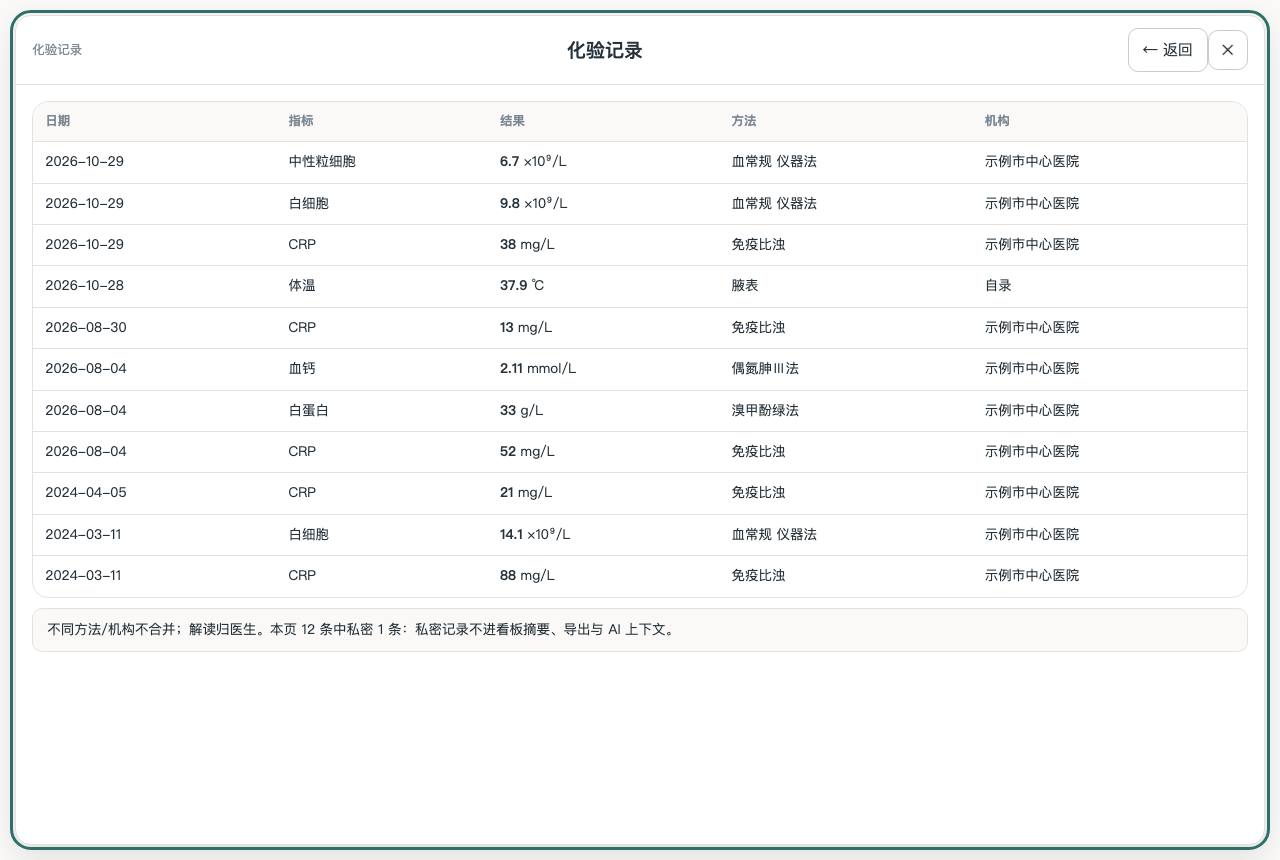 化验记录
化验记录
← 返回 ×
日期 指标 结果 方法 机构
2026-10-29 中性粒细胞 6.7 ×10⁹/L 血常规 仪器法 示例市中心医院
2026-10-29 白细胞 9.8 ×10⁹/L 血常规 仪器法 示例市中心医院
2026-10-29 CRP 38 mg/L 免疫比浊 示例市中心医院
2026-10-28 体温 37.9 ℃ 腋表 自录
2026-08-30 CRP 13 mg/L 免疫比浊 示例市中心医院
2026-08-04 血钙 2.11 mmol/L 偶氮胂Ⅲ法 示例市中心医院
2026-08-04 白蛋白 33 g/L 溴甲酚绿法 示例市中心医院
2026-08-04 CRP 52 mg/L 免疫比浊 示例市中心医院
2024-04-05 CRP 21 mg/L 免疫比浊 示例市中心医院
2024-03-11 白细胞 14.1 ×10⁹/L 血常规 仪器法 示例市中心医院
2024-03-11 CRP 88 mg/L 免疫比浊 示例市中心医院
不同方法/机构不合并；解读归医生。本页 12 条中私密 1 条：私密记录不进看板摘要、导出与 AI 上下文。